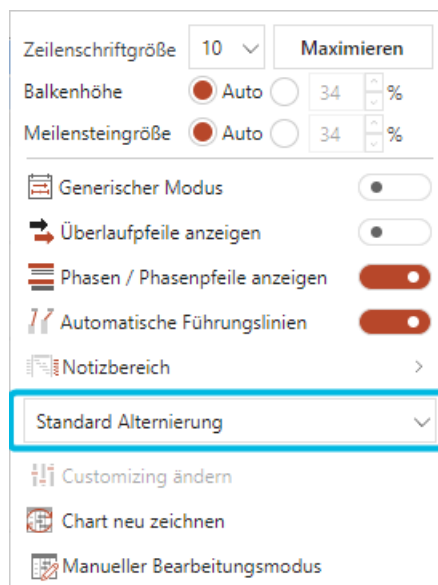 Zeilenschriftgröße 10 Maximieren
Balkenhöhe Auto 34 %
Meilensteingröße Auto 34 %
Generischer Modus
Überlaufpfeile anzeigen
Phasen / Phasenpfeile anzeigen
Automatische Führungslinien
Notizbereich
Standard Alternierung
Customizing ändern
Chart neu zeichnen
Manueller Bearbeitungsmodus